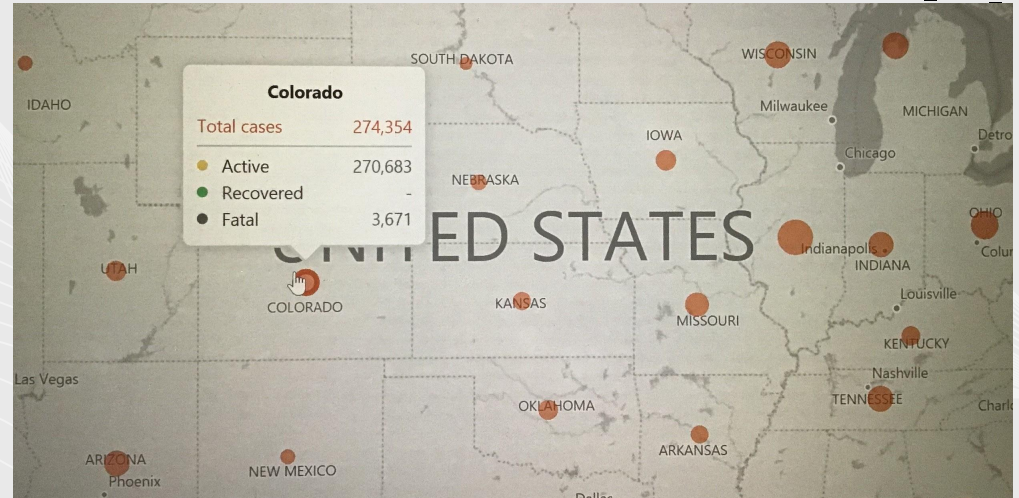 SOUTH DAKOTA
WISCONSIN
IDAHO
Milwaukee
MICHIGAN
Colorado
Total cases 274,354
Active 270,683
Recovered -
Fatal 3,671
IOWA
Detro
Chicago
NEBRASKA
UNITED STATES
OHIO
Indianapolis
INDIANA
UTAH
COLORADO
KANSAS
Louisville
MISSOURI
KENTUCKY
Las Vegas
Nashville
TENNESSEE
OKLAHOMA
ARKANSAS
ARIZONA
Phoenix
NEW MEXICO
Dallas